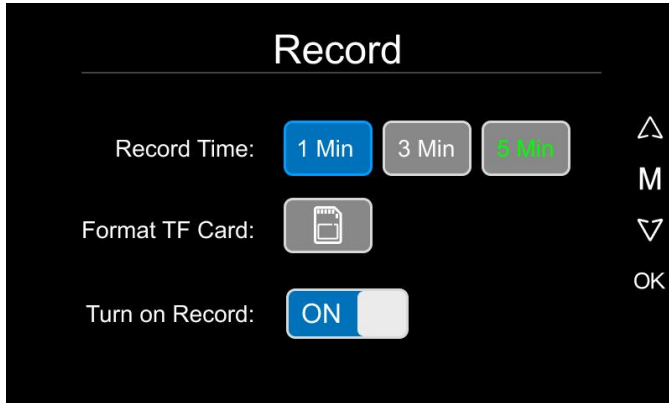 Record
Record Time: 1 Min 3 Min 5 Min
Format TF Card:
Turn on Record: ON
M
OK